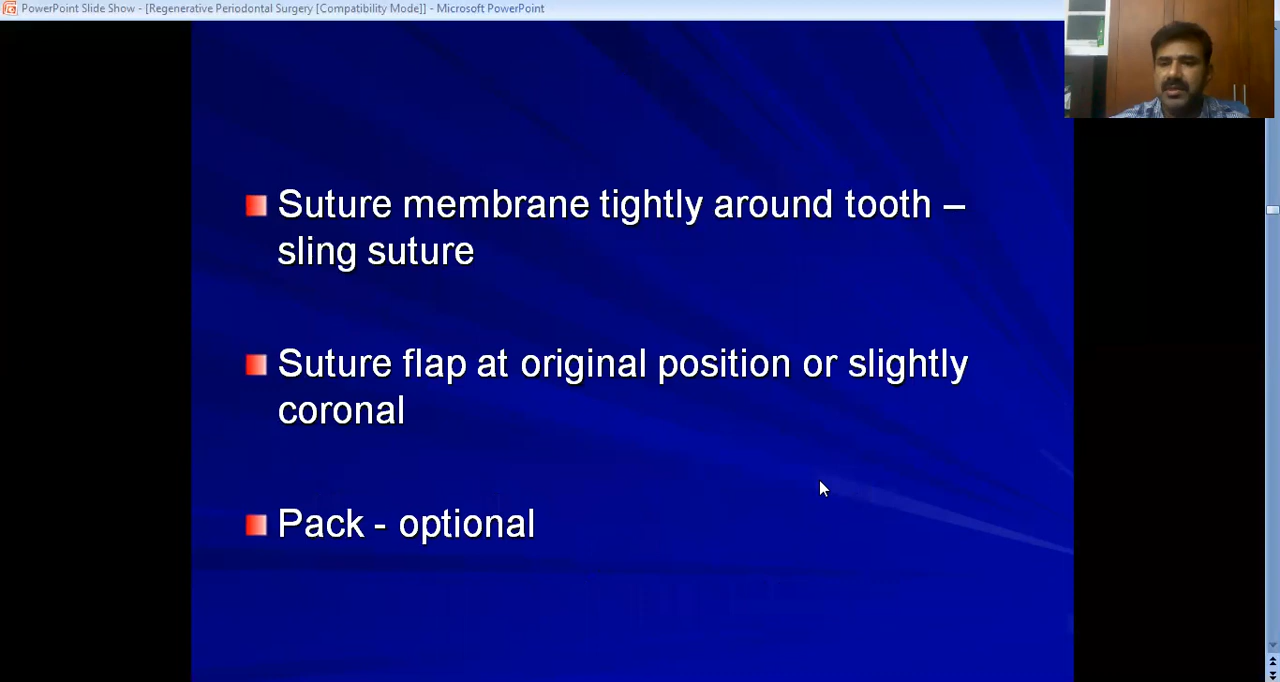 PowerPoint Slide Show - [Regenerative Periodontal Surgery [Compatibility Mode]] - Microsoft PowerPoint
Suture membrane tightly around tooth –
sling suture
Suture flap at original position or slightly
coronal
Pack - optional